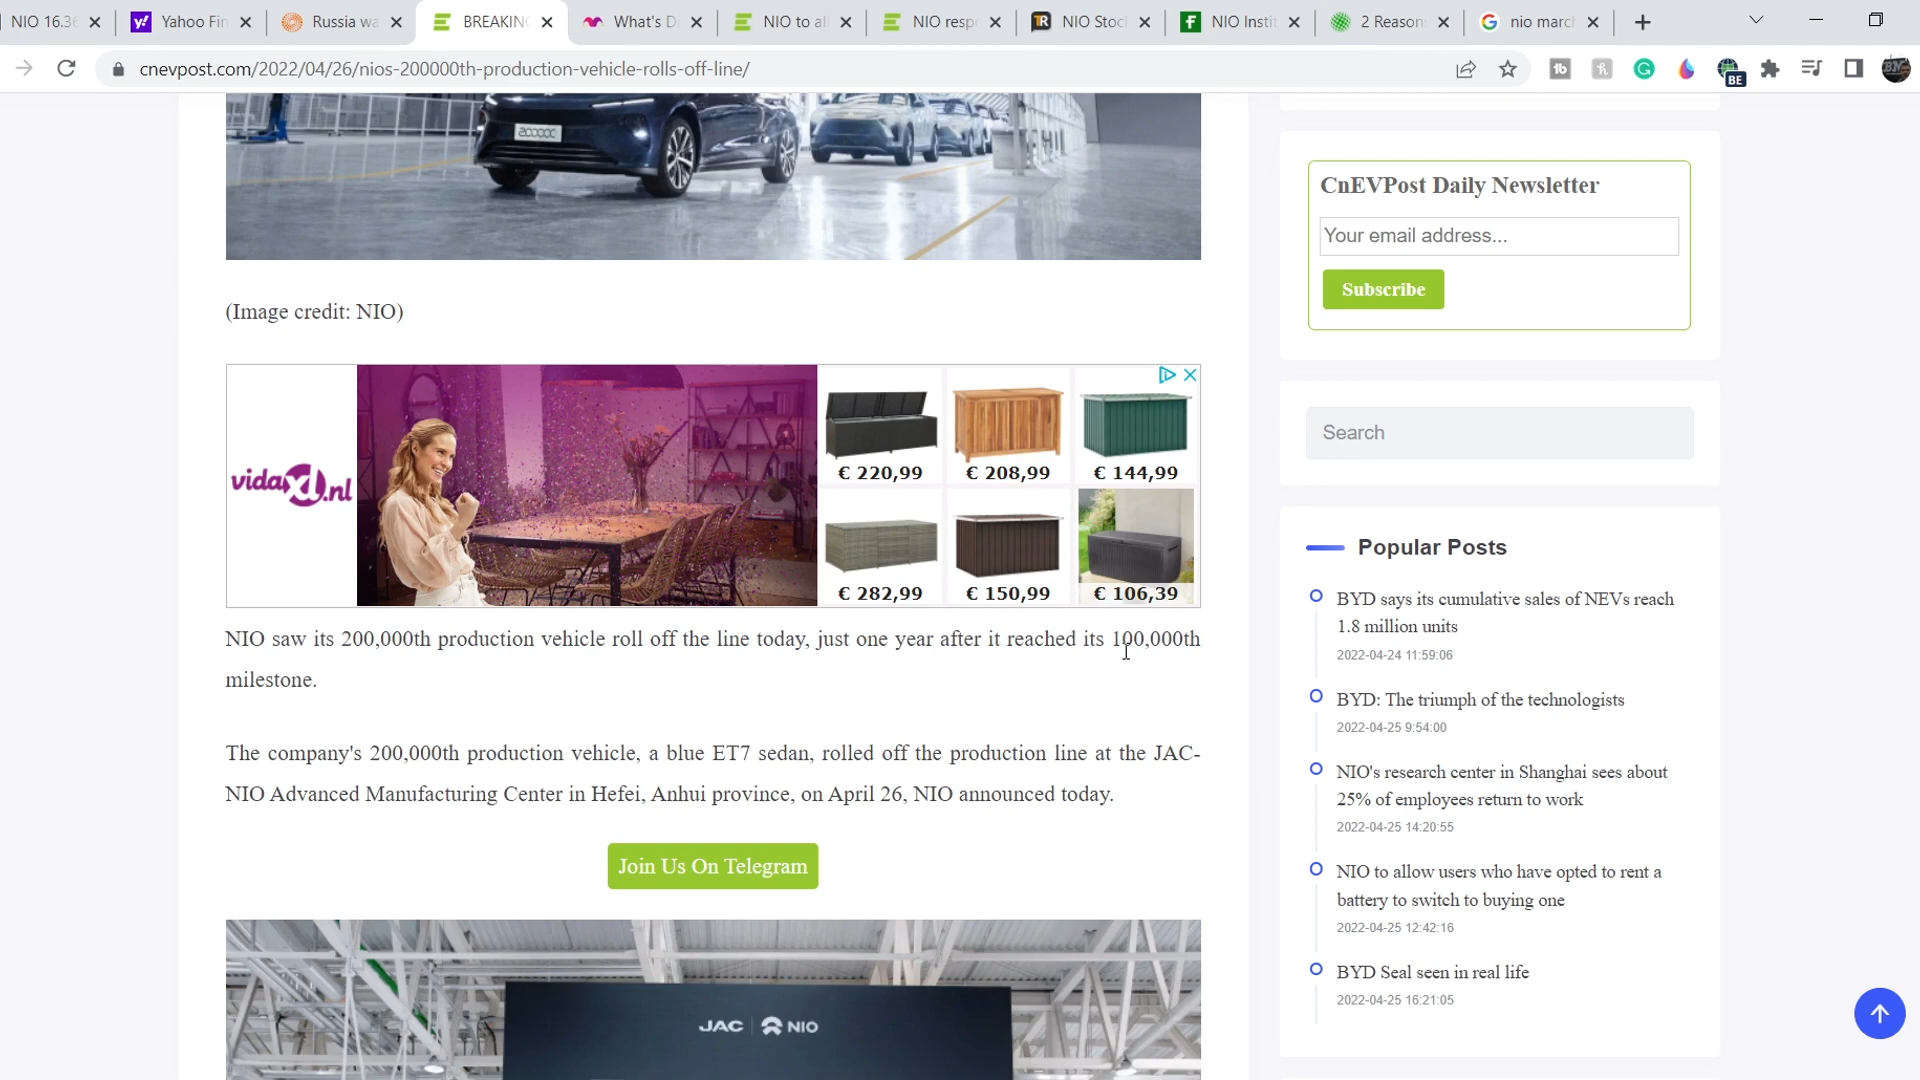 NIO 16.36
Yahoo Fin
Russia wa
BREAKING
What's D
NIO to all
NIO resp
NIO Stoc
NIO Instit
2 Reason
nio marc
cnevpost.com/2022/04/26/nios-200000th-production-vehicle-rolls-off-line/
BE
(Image credit: NIO)
vidaXL.nl
€ 220,99 € 208,99 € 144,99
€ 282,99 € 150,99 € 106,39
NIO saw its 200,000th production vehicle roll off the line today, just one year after it reached its 100,000th
milestone.
The company's 200,000th production vehicle, a blue ET7 sedan, rolled off the production line at the JAC-
NIO Advanced Manufacturing Center in Hefei, Anhui province, on April 26, NIO announced today.
Join Us On Telegram
JAC NIO
CnEVPost Daily Newsletter
Your email address...
Subscribe
Search
Popular Posts
BYD says its cumulative sales of NEVs reach
1.8 million units
2022-04-24 11:59:06
BYD: The triumph of the technologists
2022-04-25 9:54:00
NIO's research center in Shanghai sees about
25% of employees return to work
2022-04-25 14:20:55
NIO to allow users who have opted to rent a
battery to switch to buying one
2022-04-25 12:42:16
BYD Seal seen in real life
2022-04-25 16:21:05